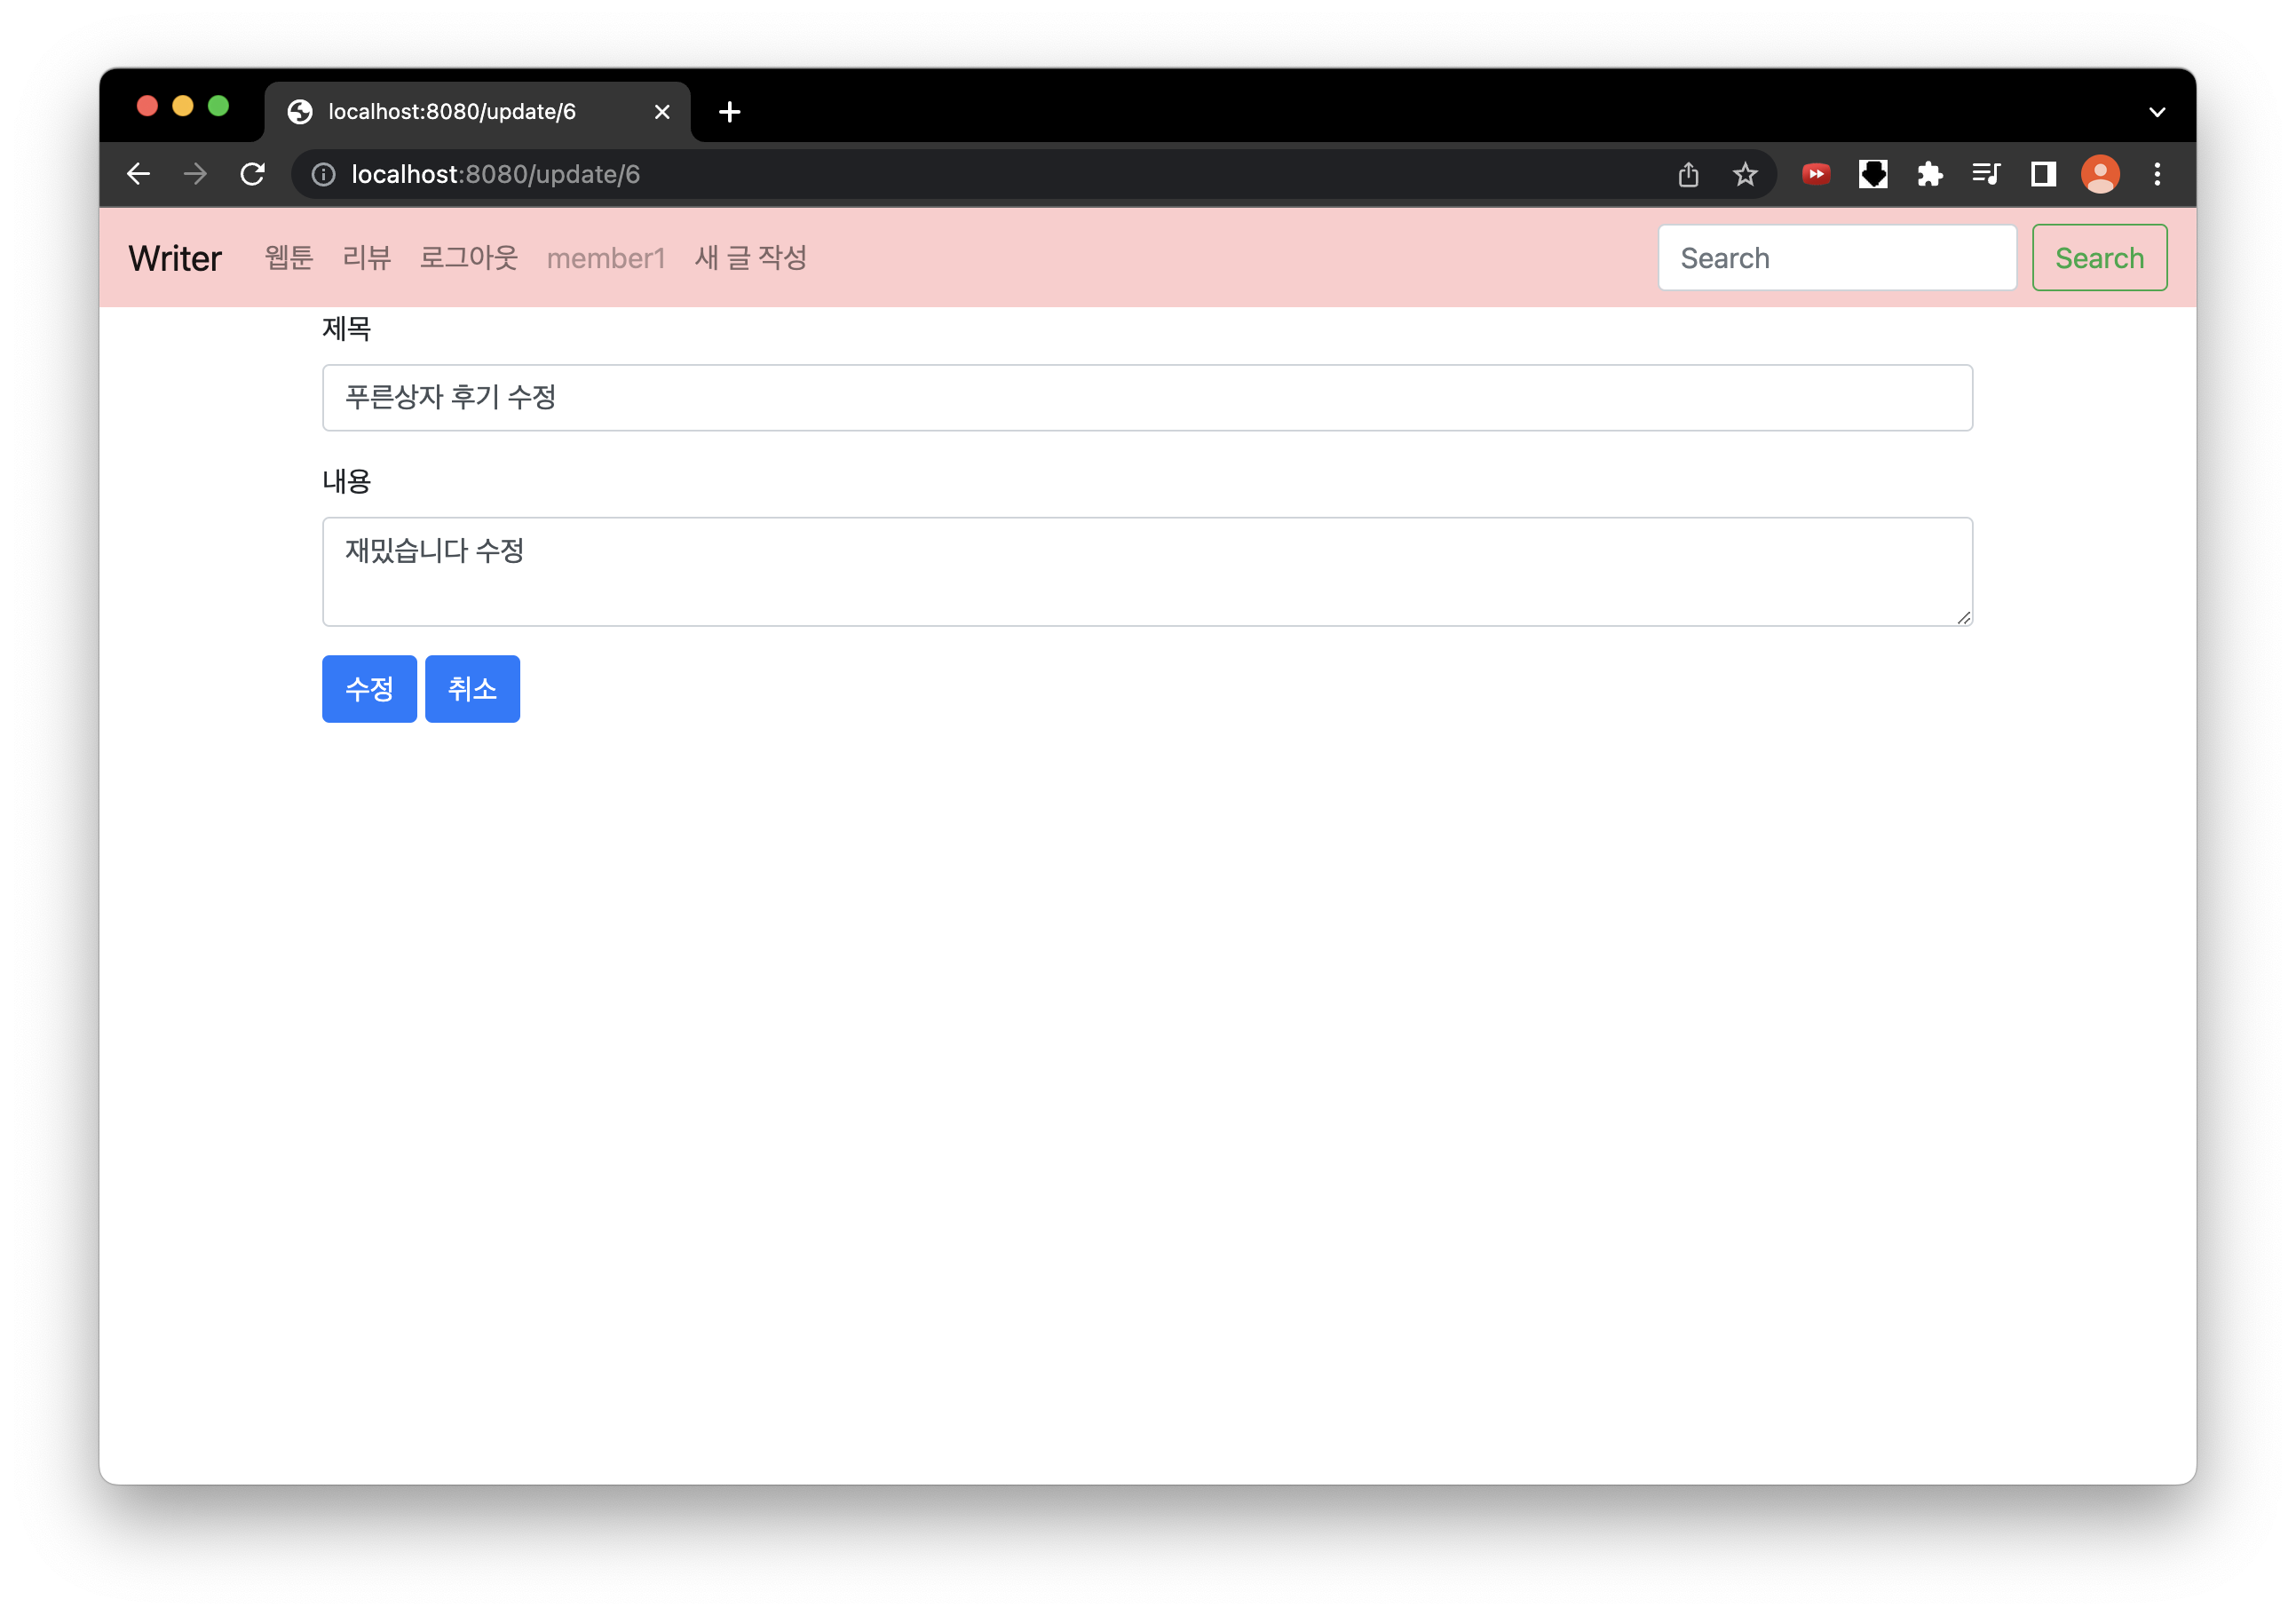 localhost:8080/update/6
localhost:8080/update/6
Writer 웹툰 리뷰 로그아웃 member1 새 글 작성 Search Search
제목
푸른상자 후기 수정
내용
재밌습니다 수정
수정 취소